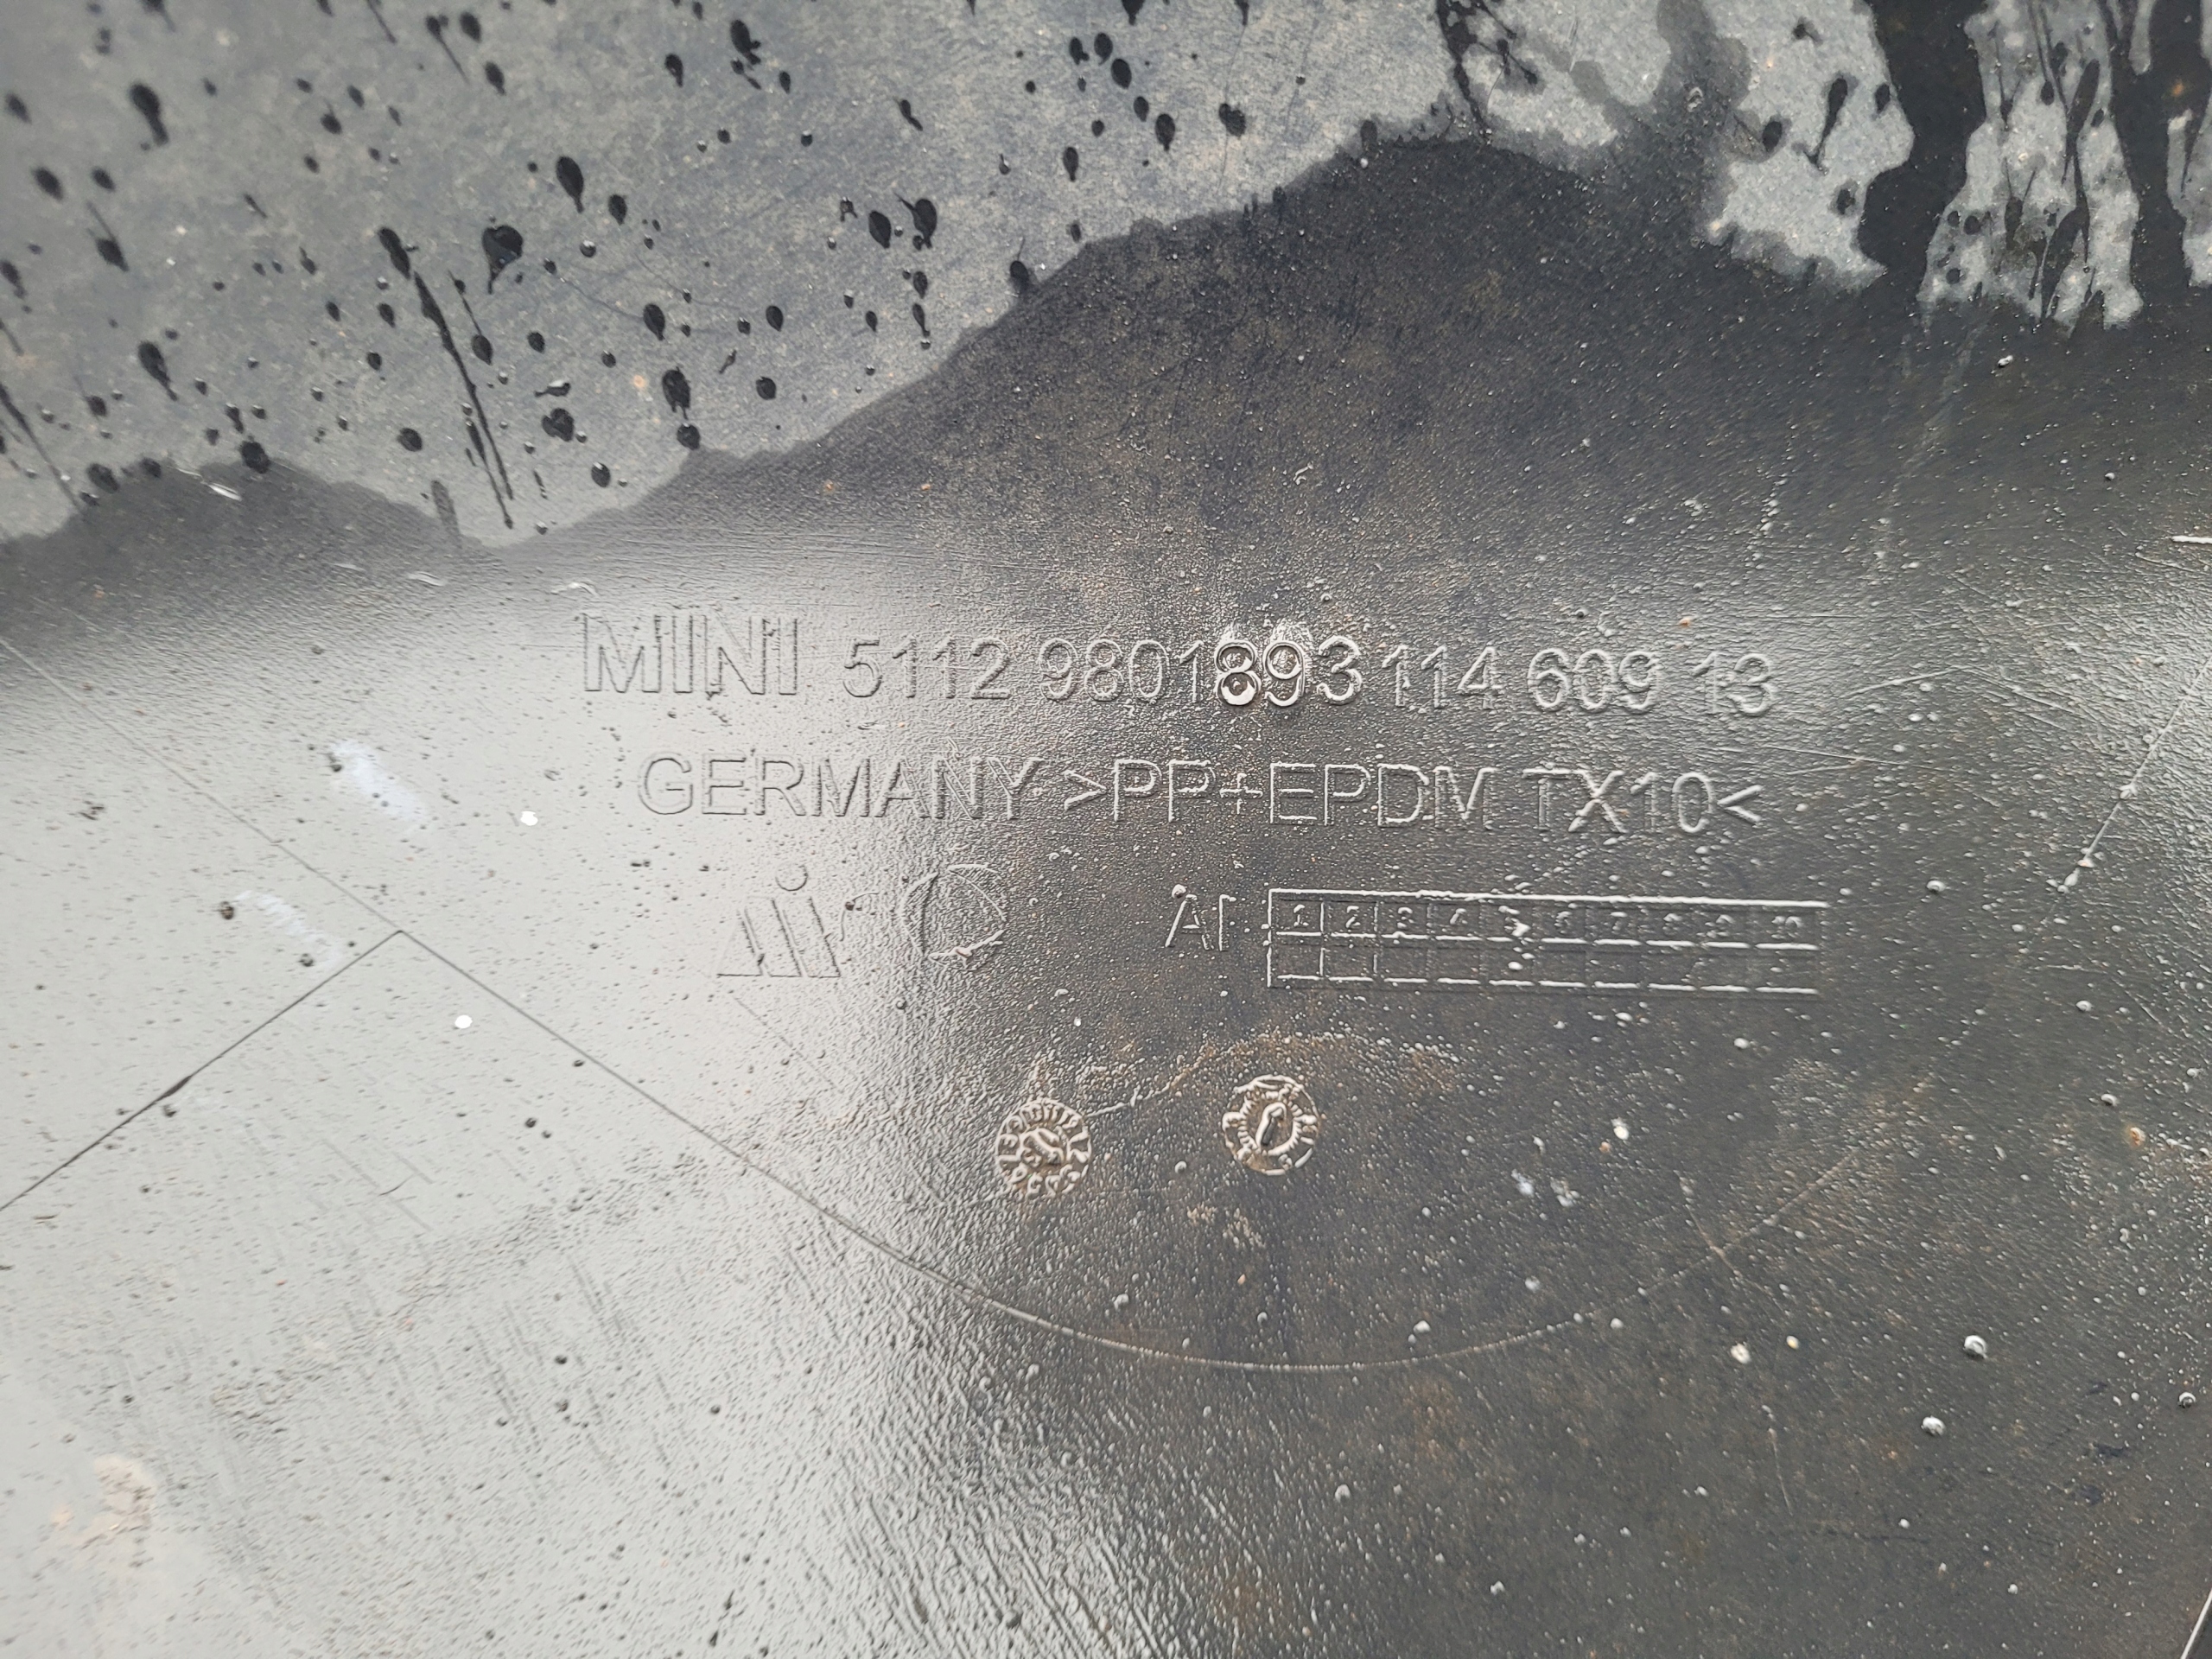 MINI 5112 9801893 114 609 13
GERMANY >PP+EPDM TX10<
AI 1 2 3 4 5 6 7 8 9 10